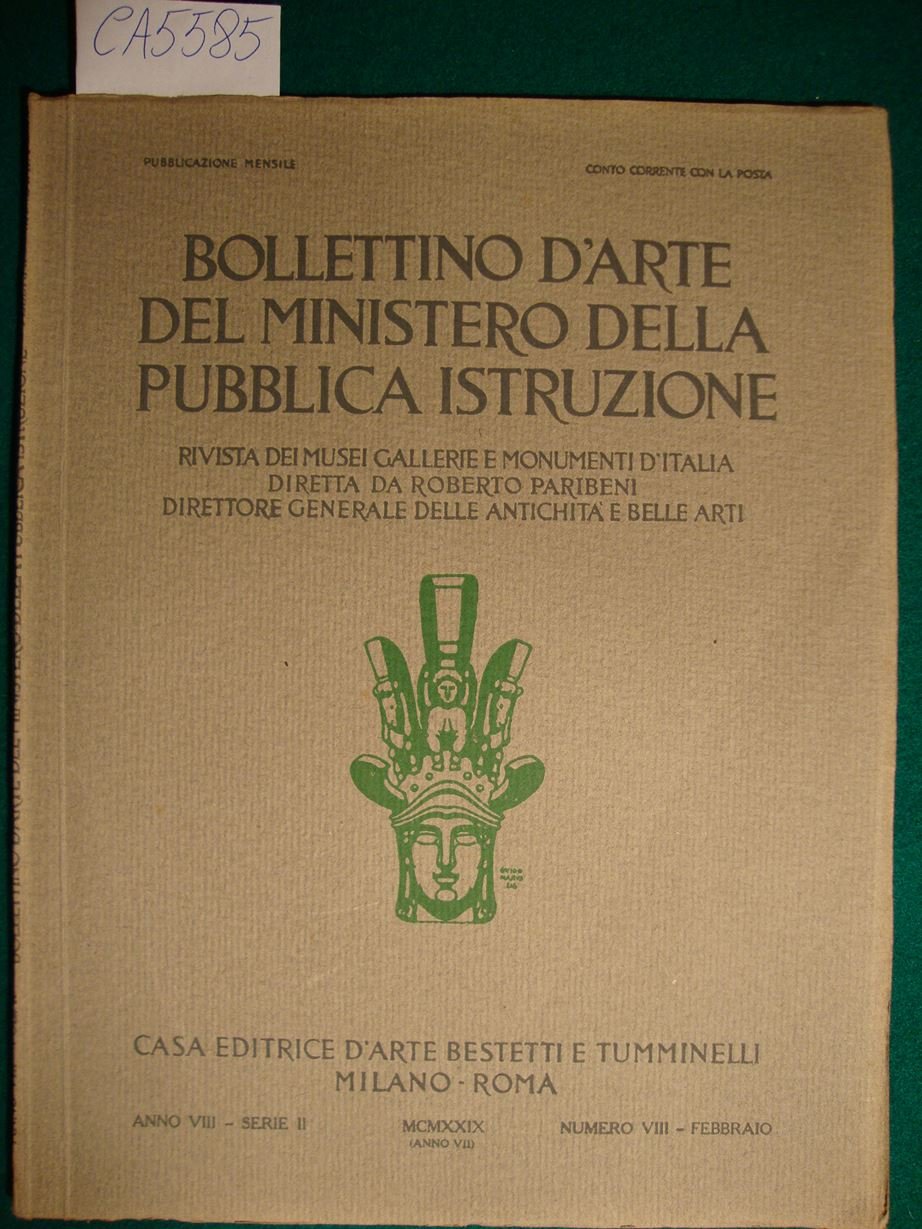 CA5585
PUBBLICAZIONE MENSILE
CONTO CORRENTE CON LA POSTA
BOLLETTINO D'ARTE
DEL MINISTERO DELLA
PUBBLICA ISTRUZIONE
RIVISTA DEI MUSEI GALLERIE E MONUMENTI D'ITALIA
DIRETTA DA ROBERTO PARIBENI
DIRETTORE GENERALE DELLE ANTICHITA' E BELLE ARTI
GUIDO
CASA EDITRICE D'ARTE BESTETTI E TUMMINELLI
MILANO - ROMA
ANNO VIII - SERIE II
MCMXXIX
(ANNO VII)
NUMERO VIII - FEBBRAIO